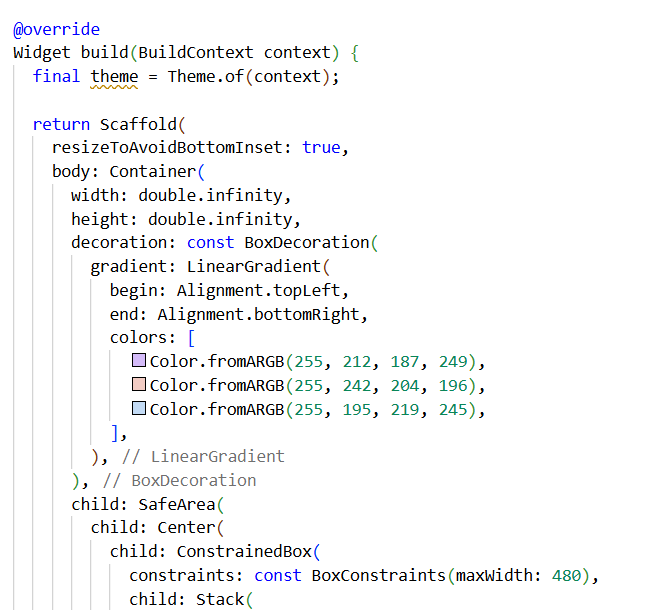 @override
Widget build(BuildContext context) {
final theme = Theme.of(context);
return Scaffold(
resizeToAvoidBottomInset: true,
body: Container(
width: double.infinity,
height: double.infinity,
decoration: const BoxDecoration(
gradient: LinearGradient(
begin: Alignment.topLeft,
end: Alignment.bottomRight,
colors: [
Color.fromARGB(255, 212, 187, 249),
Color.fromARGB(255, 242, 204, 196),
Color.fromARGB(255, 195, 219, 245),
],
), // LinearGradient
), // BoxDecoration
child: SafeArea(
child: Center(
child: ConstrainedBox(
constraints: const BoxConstraints(maxWidth: 480),
child: Stack(